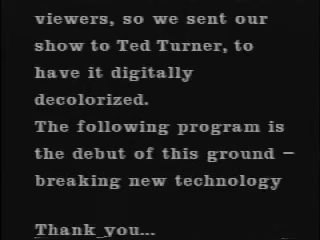 viewers, so we sent our
show to Ted Turner, to
have it digitally
decolorized.
The following program is
the debut of this ground –
breaking new technology
Thank you...